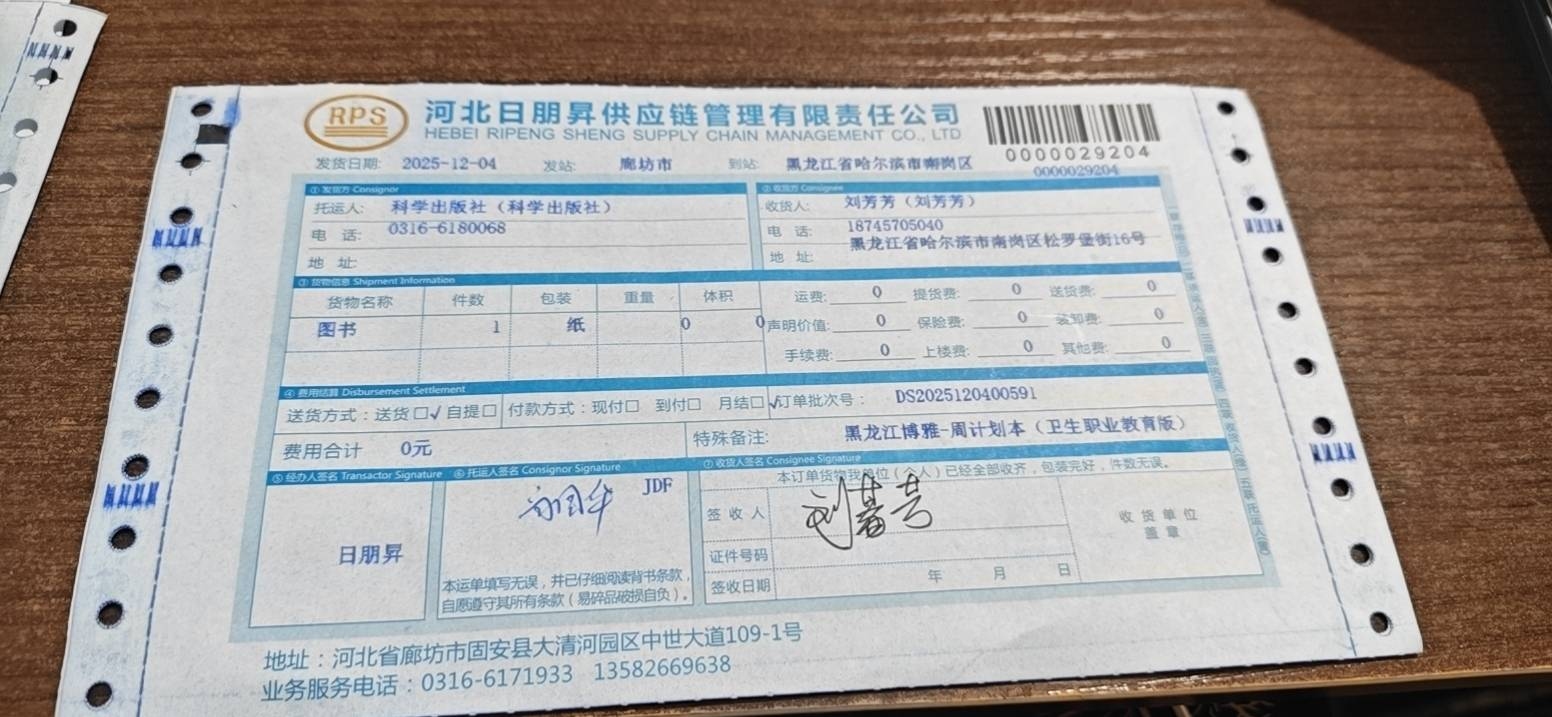 RPS
河北日朋昇供应链管理有限责任公司
HEBEI RIPENG SHENG SUPPLY CHAIN MANAGEMENT CO., LTD
0000029204
发货日期: 2025-12-04 发站: 廊坊市 到站: 黑龙江省哈尔滨市南岗区 0000029204
① 发货方 Consignor ② 收货方 Consignee
托运人: 科学出版社（科学出版社） 收货人: 刘芳芳（刘芳芳）
电 话: 0316-6180068 电 话: 18745705040
地 址: 地 址: 黑龙江省哈尔滨市南岗区松罗堡街16号
③ 货物信息 Shipment Information
货物名称 件数 包装 重量 体积 运费: 0 提货费: 0 送货费: 0
图书 1 纸 0 0 声明价值: 0 保险费: 0 装卸费: 0
手续费: 0 上楼费: 0 其他费: 0
④ 费用结算 Disbursement Settlement
送货方式：送货□√自提□ 付款方式：现付□ 到付□ 月结□√订单批次号： DS2025120400591
费用合计 0元 特殊备注: 黑龙江博雅-周计划本（卫生职业教育版）
⑤ 经办人签名 Transactor Signature ⑥ 托运人签名 Consignor Signature ⑦ 收货人签名 Consignee Signature
本订单货物我单位（个人）已经全部收齐，包装完好，件数无误。
日朋昇
JDF
本运单填写无误，并已仔细阅读背书条款，
自愿遵守其所有条款（易碎品破损自负）。
签 收 人
证件号码
签收日期 年 月 日
收 货 单 位
盖 章
地址：河北省廊坊市固安县大清河园区中世大道109-1号
业务服务电话：0316-6171933 13582669638